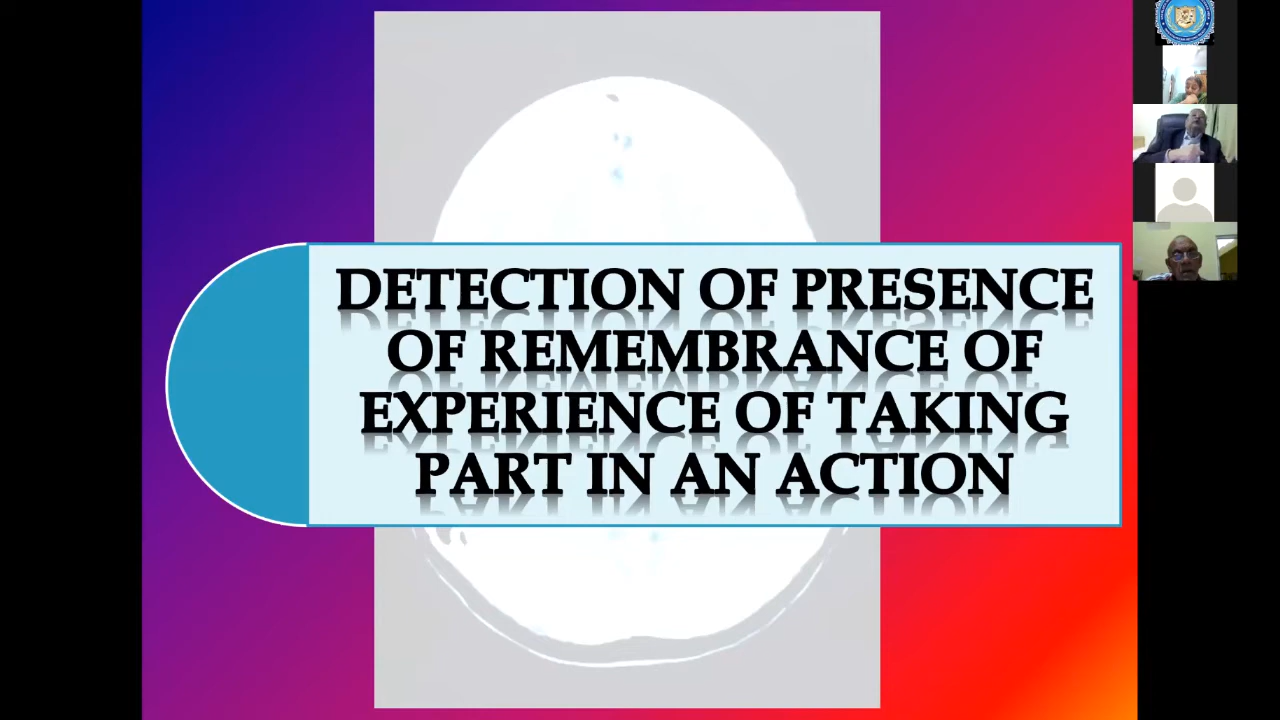 DETECTION OF PRESENCE
OF REMEMBRANCE OF
EXPERIENCE OF TAKING
PART IN AN ACTION